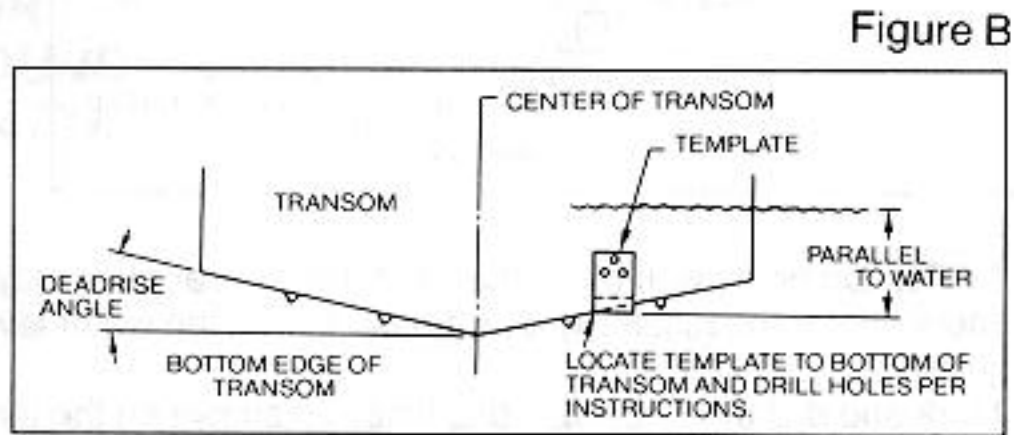 Figure B
CENTER OF TRANSOM
TEMPLATE
TRANSOM
PARALLEL
TO WATER
DEADRISE
ANGLE
BOTTOM EDGE OF
TRANSOM
LOCATE TEMPLATE TO BOTTOM OF
TRANSOM AND DRILL HOLES PER
INSTRUCTIONS.